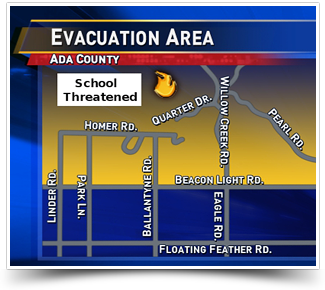 EVACUATION AREA
ADA COUNTY
School
Threatened
QUARTER DR.
HOMER RD.
WILLOW CREEK RD.
PEARL RD.
LINDER RD.
PARK LN.
BALLANTYNE RD.
BEACON LIGHT RD.
EAGLE RD.
FLOATING FEATHER RD.